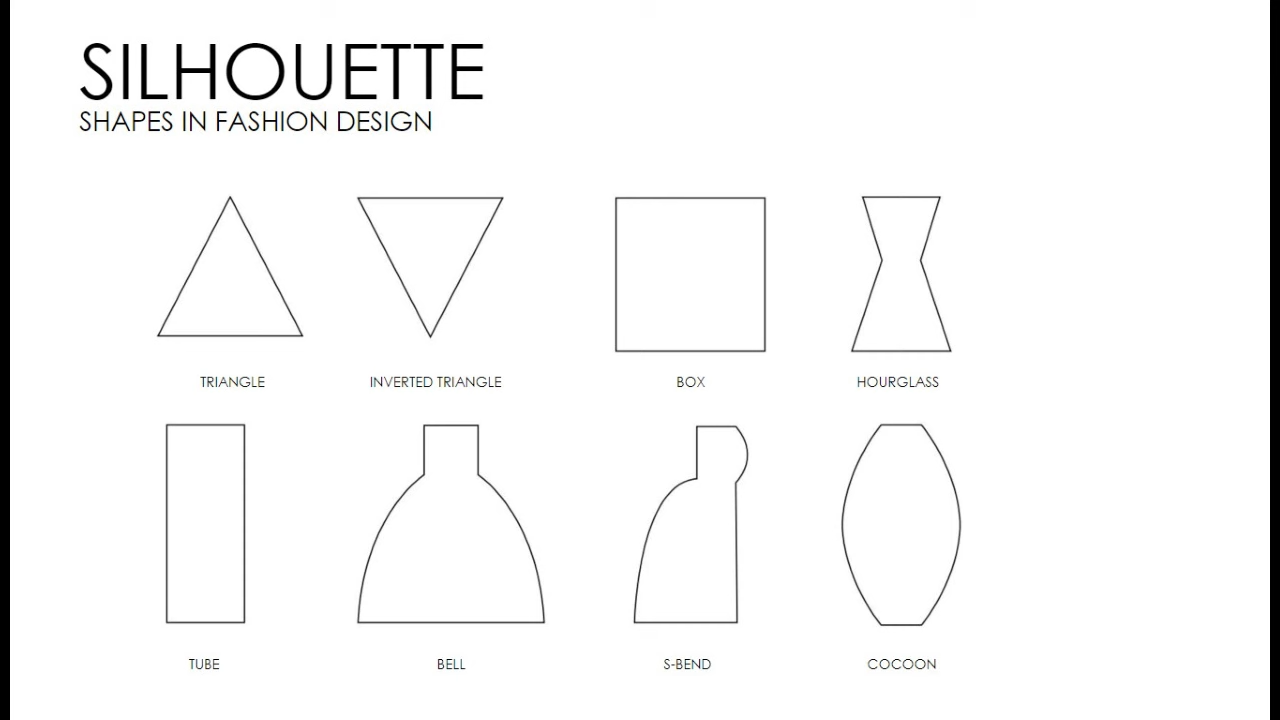 SILHOUETTE
SHAPES IN FASHION DESIGN
TRIANGLE
INVERTED TRIANGLE
BOX
HOURGLASS
TUBE
BELL
S-BEND
COCOON